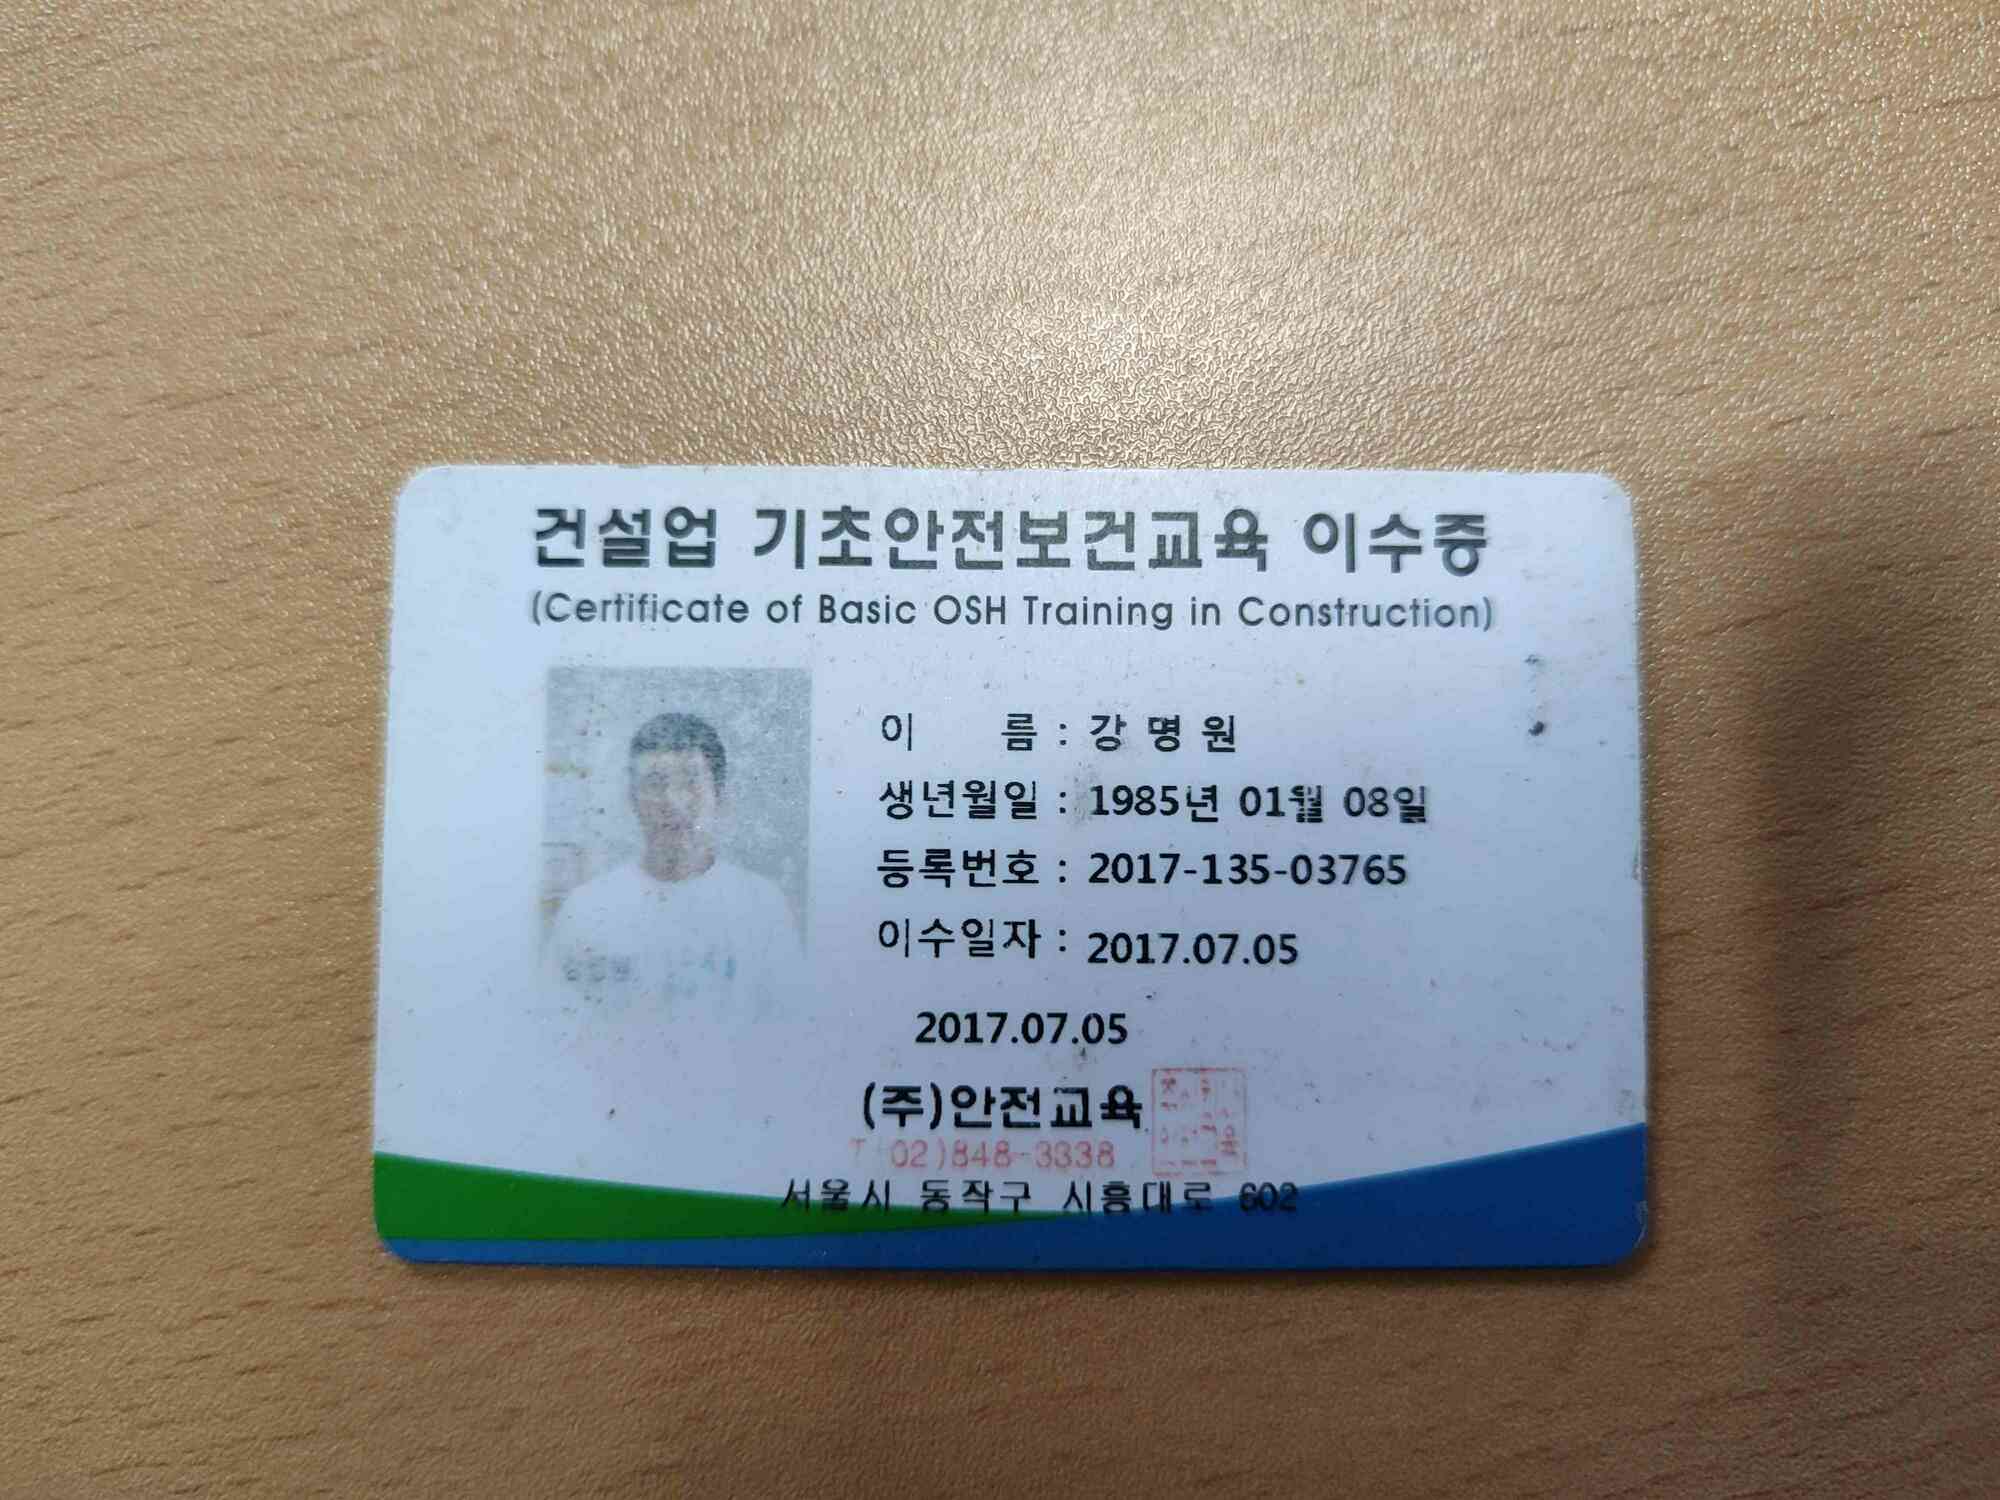 건설업 기초안전보건교육 이수증
(Certificate of Basic OSH Training in Construction)
이 름 : 강 명 원
생년월일 : 1985년 01월 08일
등록번호 : 2017-135-03765
이수일자 : 2017.07.05
2017.07.05
(주)안전교육
T 02)848-3338
서울시 동작구 시흥대로 602